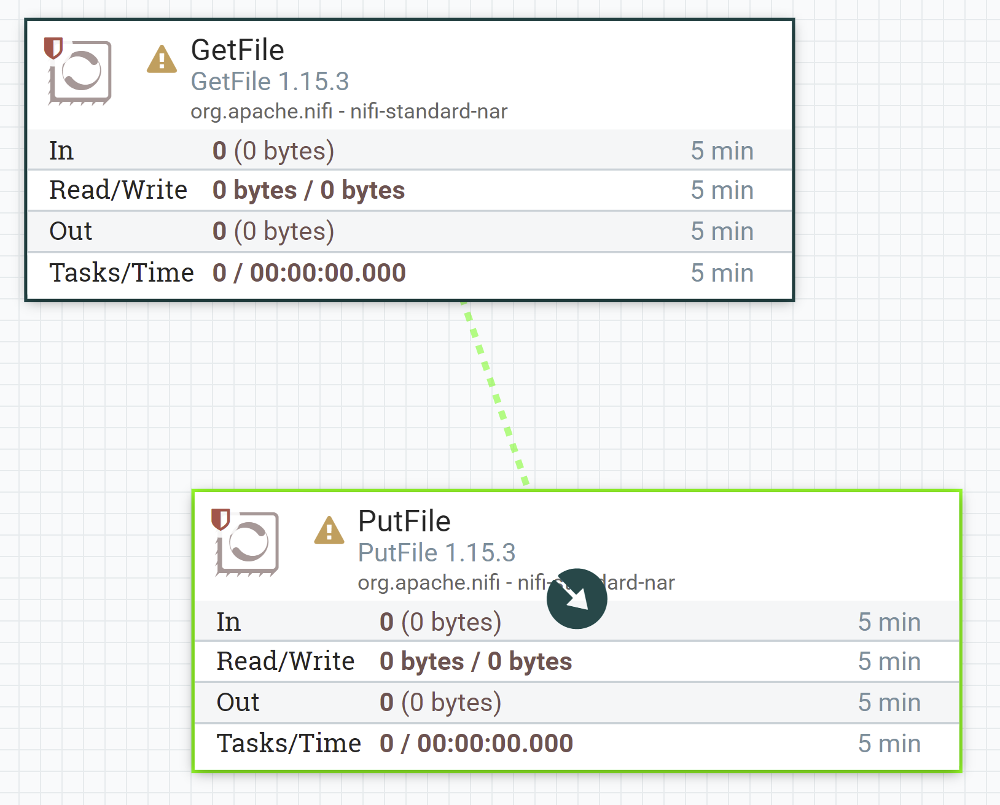 GetFile
GetFile 1.15.3
org.apache.nifi - nifi-standard-nar
In 0 (0 bytes) 5 min
Read/Write 0 bytes / 0 bytes 5 min
Out 0 (0 bytes) 5 min
Tasks/Time 0 / 00:00:00.000 5 min
PutFile
PutFile 1.15.3
org.apache.nifi - nifi-standard-nar
In 0 (0 bytes) 5 min
Read/Write 0 bytes / 0 bytes 5 min
Out 0 (0 bytes) 5 min
Tasks/Time 0 / 00:00:00.000 5 min